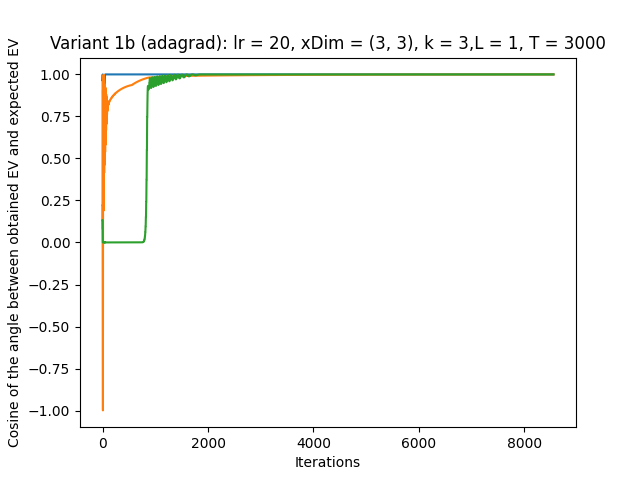 Variant 1b (adagrad): lr = 20, xDim = (3, 3), k = 3,L = 1, T = 3000
Cosine of the angle between obtained EV and expected EV
1.00
0.75
0.50
0.25
0.00
−0.25
−0.50
−0.75
−1.00
0 2000 4000 6000 8000
Iterations